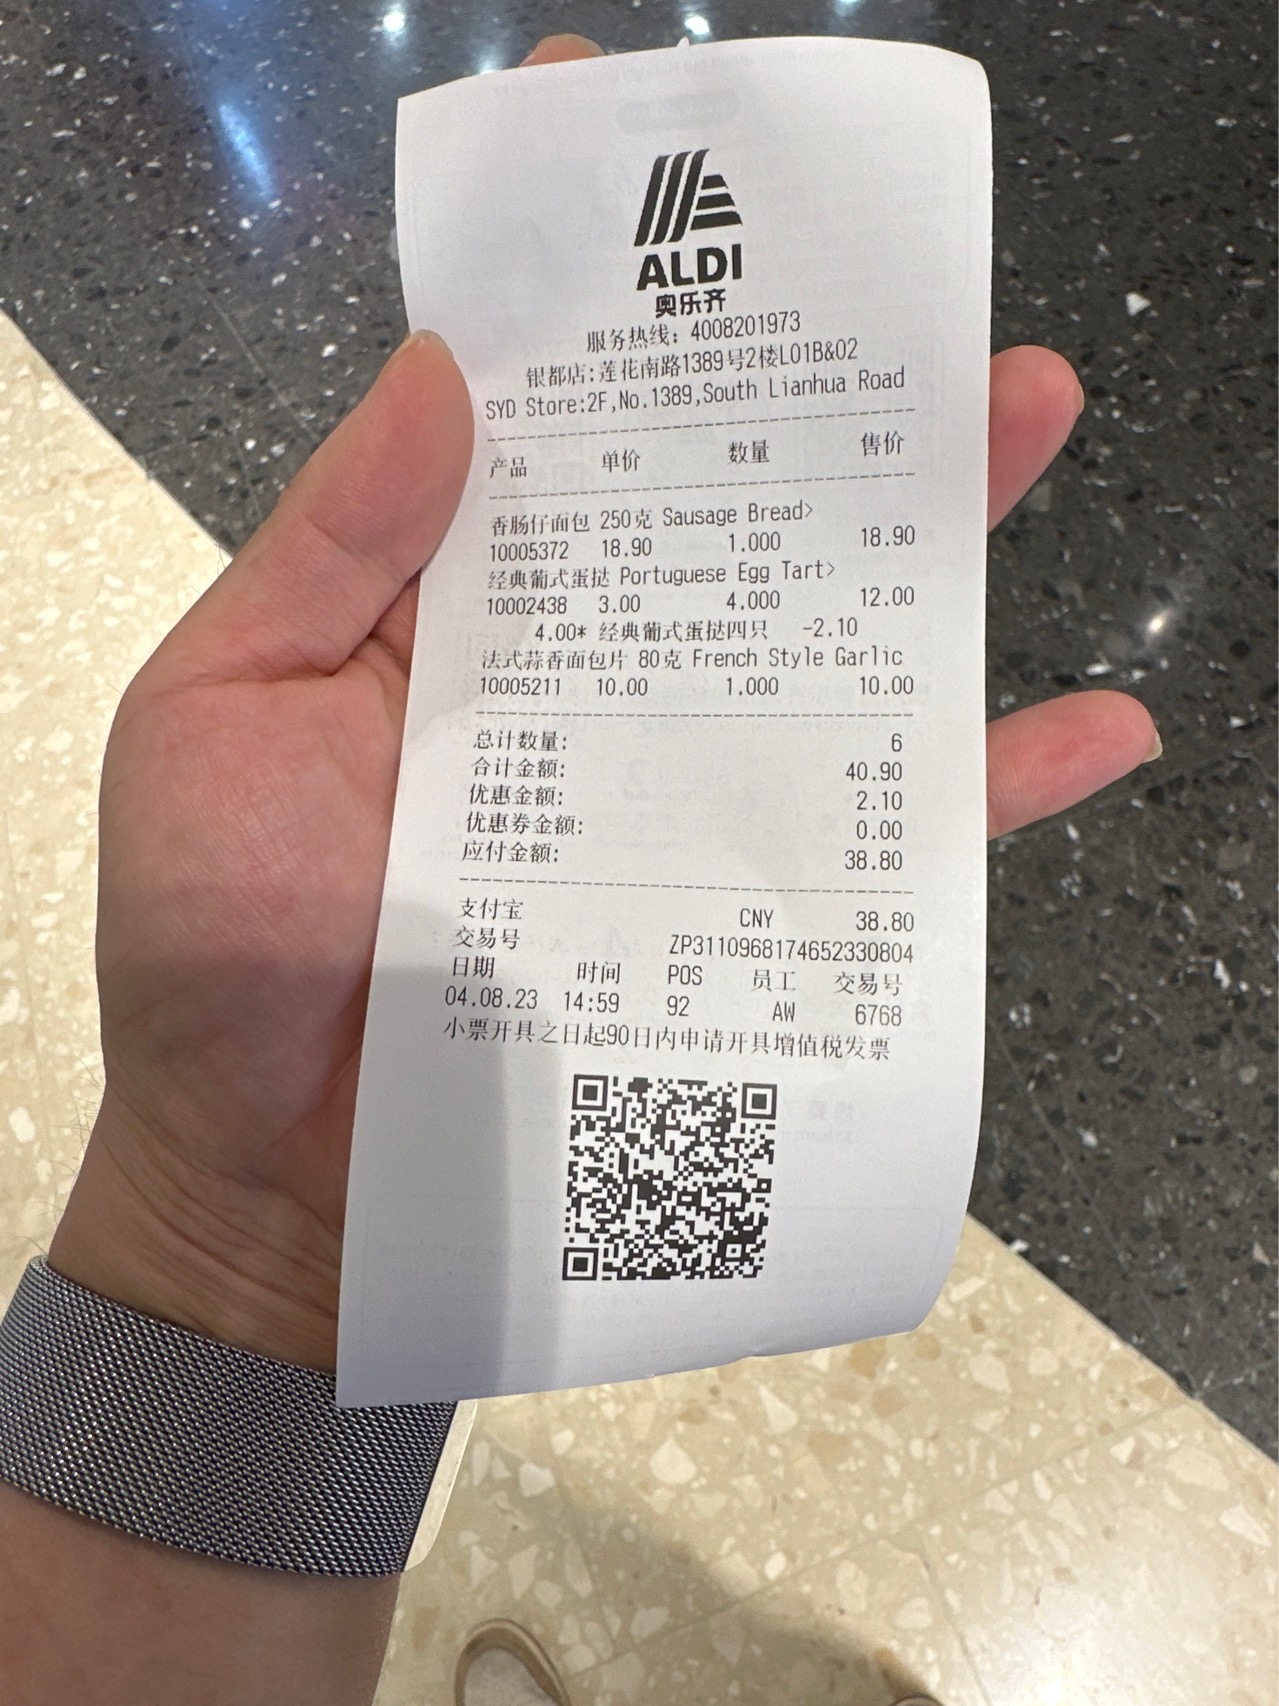 ALDI
奥乐齐
服务热线: 4008201973
银都店:莲花南路1389号2楼L01B&02
SYD Store:2F,No.1389,South Lianhua Road
产品 单价 数量 售价
香肠仔面包 250克 Sausage Bread>
10005372 18.90 1.000 18.90
经典葡式蛋挞 Portuguese Egg Tart>
10002438 3.00 4.000 12.00
4.00* 经典葡式蛋挞四只 -2.10
法式蒜香面包片 80克 French Style Garlic
10005211 10.00 1.000 10.00
总计数量: 6
合计金额: 40.90
优惠金额: 2.10
优惠券金额: 0.00
应付金额: 38.80
支付宝 CNY 38.80
交易号 ZP3110968174652330804
日期 时间 POS 员工 交易号
04.08.23 14:59 92 AW 6768
小票开具之日起90日内申请开具增值税发票